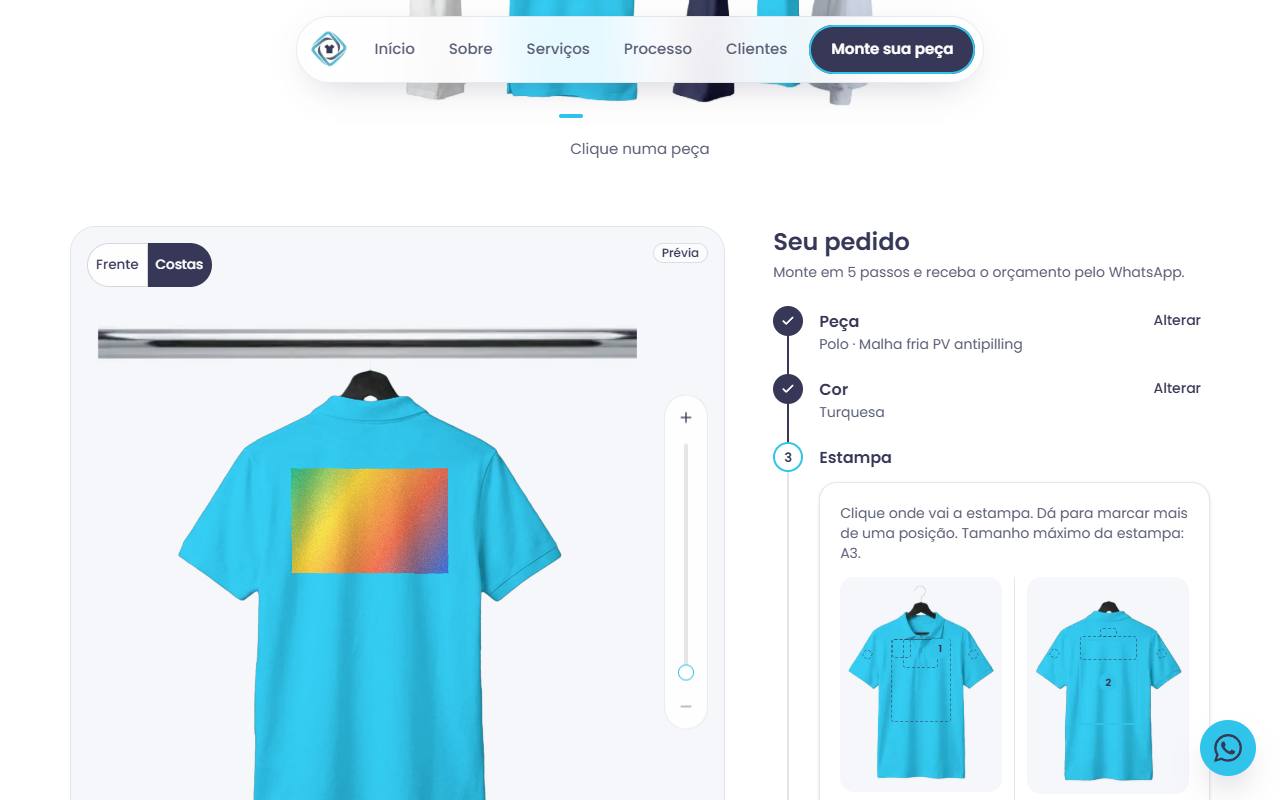 Início
Sobre
Serviços
Processo
Clientes
Monte sua peça
Clique numa peça
Frente
Costas
Prévia
+
−
Seu pedido
Monte em 5 passos e receba o orçamento pelo WhatsApp.
Peça
Alterar
Polo · Malha fria PV antipilling
Cor
Alterar
Turquesa
3
Estampa
Clique onde vai a estampa. Dá para marcar mais
de uma posição. Tamanho máximo da estampa:
A3.
1
2